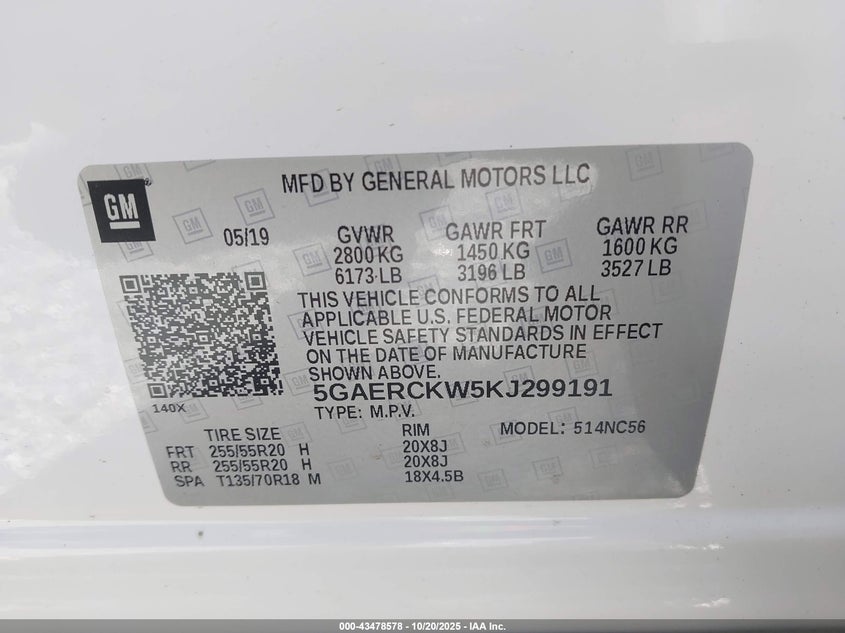 GM
MFD BY GENERAL MOTORS LLC
05/19 GVWR GAWR FRT GAWR RR
2800 KG 1450 KG 1600 KG
6173 LB 3196 LB 3527 LB
THIS VEHICLE CONFORMS TO ALL
APPLICABLE U.S. FEDERAL MOTOR
VEHICLE SAFETY STANDARDS IN EFFECT
ON THE DATE OF MANUFACTURE
SHOWN ABOVE.
5GAERCKW5KJ299191
140X
TYPE: M.P.V.
TIRE SIZE RIM MODEL: 514NC56
FRT 255/55R20 H 20X8J
RR 255/55R20 H 20X8J
SPA T135/70R18 M 18X4.5B
000-43478578 - 10/20/2025 - IAA Inc.